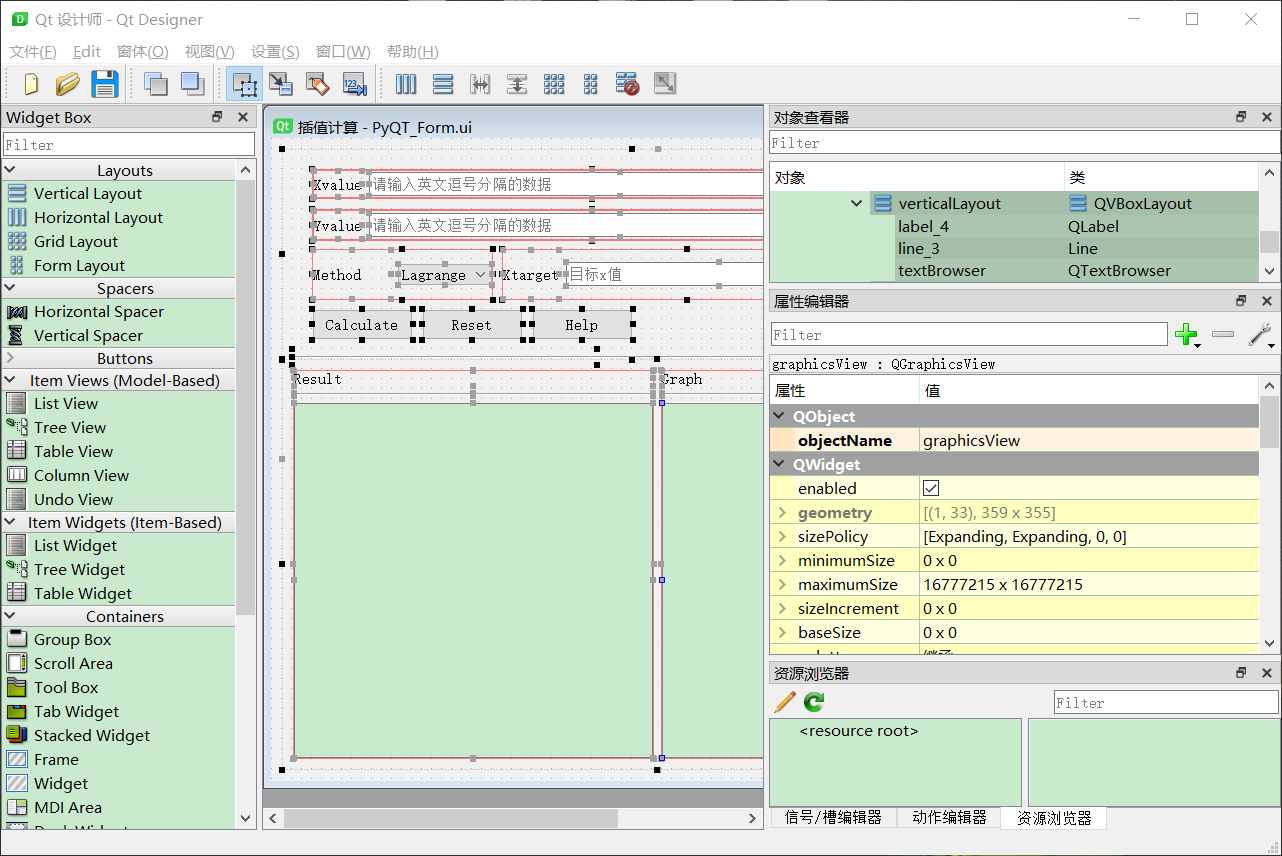 Qt 设计师 - Qt Designer
文件(F) Edit 窗体(O) 视图(V) 设置(S) 窗口(W) 帮助(H)
Widget Box
Filter
Layouts
Vertical Layout
Horizontal Layout
Grid Layout
Form Layout
Spacers
Horizontal Spacer
Vertical Spacer
Buttons
Item Views (Model-Based)
List View
Tree View
Table View
Column View
Undo View
Item Widgets (Item-Based)
List Widget
Tree Widget
Table Widget
Containers
Group Box
Scroll Area
Tool Box
Tab Widget
Stacked Widget
Frame
Widget
MDI Area
插值计算 - PyQT_Form.ui
Xvalue 请输入英文逗号分隔的数据
Yvalue 请输入英文逗号分隔的数据
Method Lagrange Xtarget 目标x值
Calculate Reset Help
Result Graph
对象查看器
Filter
对象 类
verticalLayout QVBoxLayout
label_4 QLabel
line_3 Line
textBrowser QTextBrowser
属性编辑器
Filter
graphicsView : QGraphicsView
属性 值
QObject
objectName graphicsView
QWidget
enabled
geometry [(1, 33), 359 x 355]
sizePolicy [Expanding, Expanding, 0, 0]
minimumSize 0 x 0
maximumSize 16777215 x 16777215
sizeIncrement 0 x 0
baseSize 0 x 0
资源浏览器
Filter
<resource root>
信号/槽编辑器 动作编辑器 资源浏览器